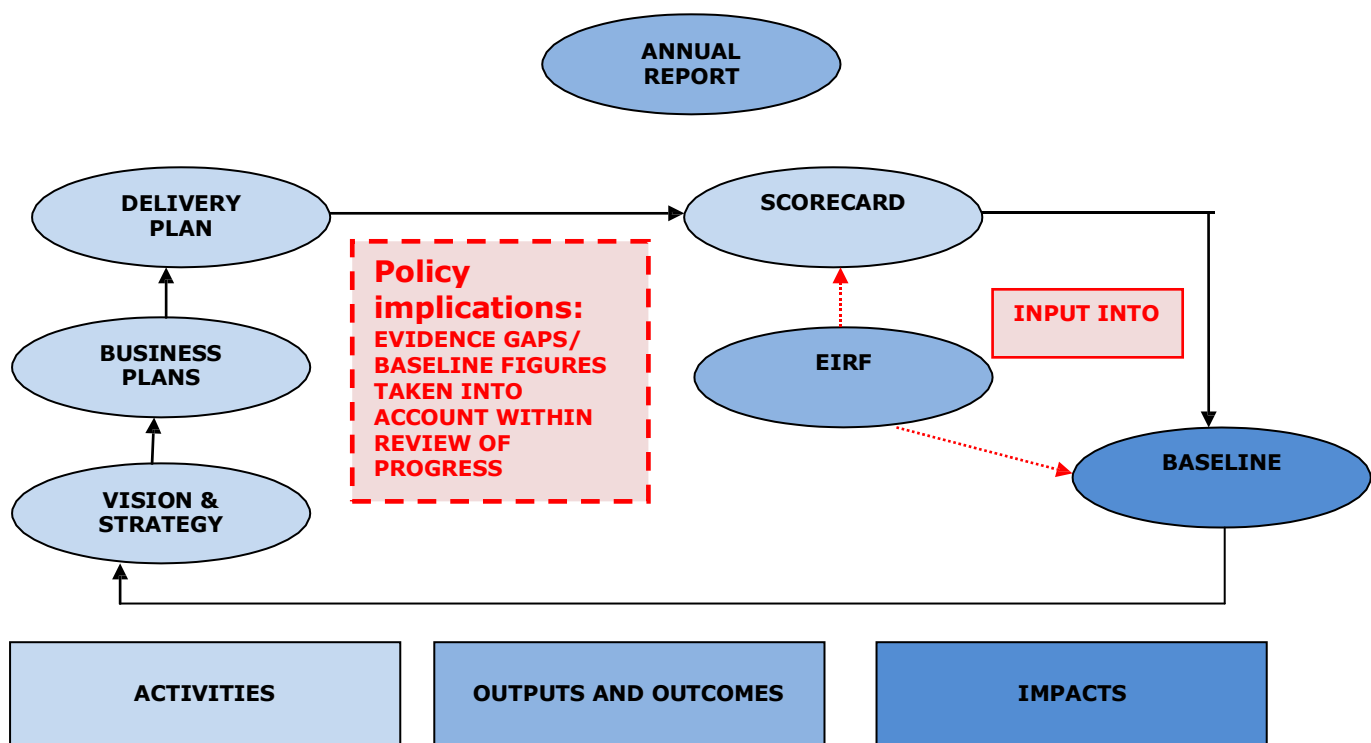 ANNUAL
REPORT
DELIVERY
PLAN
SCORECARD
Policy
implications:
EVIDENCE GAPS/
BASELINE FIGURES
TAKEN INTO
ACCOUNT WITHIN
REVIEW OF
PROGRESS
INPUT INTO
BUSINESS
PLANS
EIRF
BASELINE
VISION &
STRATEGY
ACTIVITIES
OUTPUTS AND OUTCOMES
IMPACTS